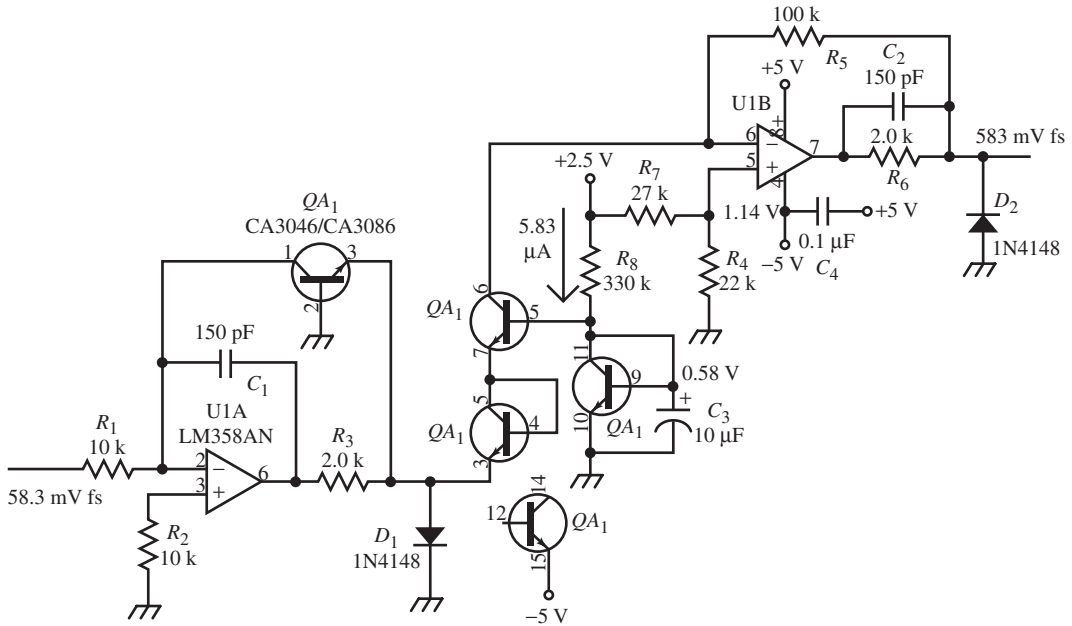 100 k
R5
C2
150 pF
+5 V
U1B
8+
6
−
5
+
4
7
2.0 k
R6
583 mV fs
+2.5 V
R7
27 k
1.14 V
+5 V
0.1 µF
C4
−5 V
D2
1N4148
QA1
CA3046/CA3086
1
3
2
5.83
µA
R8
330 k
R4
22 k
6
QA1
5
7
150 pF
C1
11
9
0.58 V
10
QA1
+
C3
10 µF
5
QA1
4
3
U1A
LM358AN
R1
10 k
58.3 mV fs
2
−
3
+
6
R3
2.0 k
R2
10 k
D1
1N4148
12
14
QA1
15
−5 V